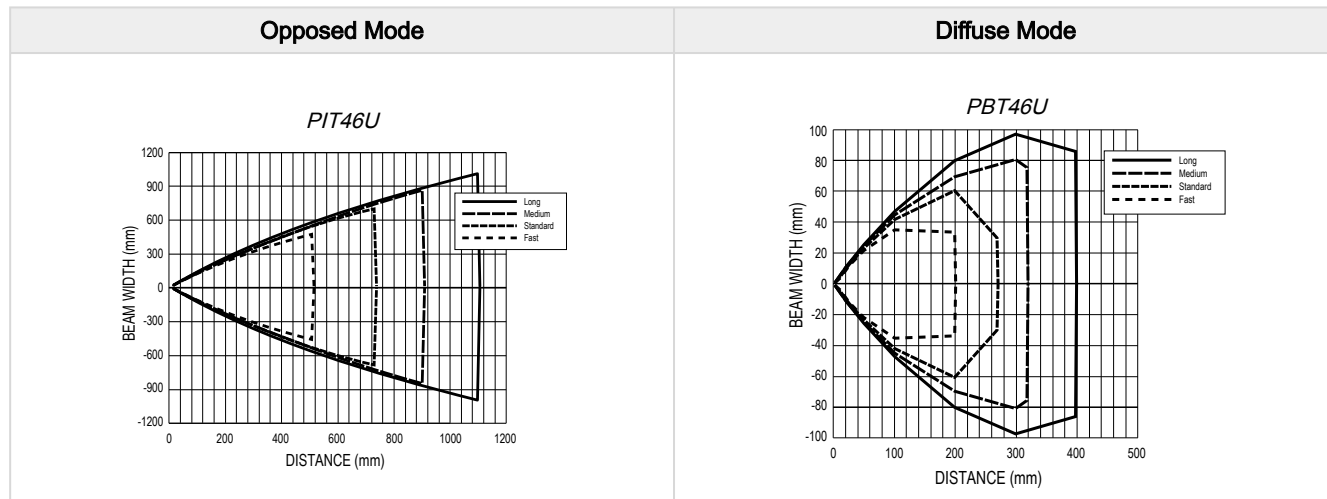 Opposed Mode
Diffuse Mode
PIT46U
BEAM WIDTH (mm)
1200
900
600
300
0
-300
-600
-900
-1200
0
200
400
600
800
1000
1200
DISTANCE (mm)
Long
Medium
Standard
Fast
PBT46U
BEAM WIDTH (mm)
100
80
60
40
20
0
-20
-40
-60
-80
-100
0
100
200
300
400
500
DISTANCE (mm)
Long
Medium
Standard
Fast